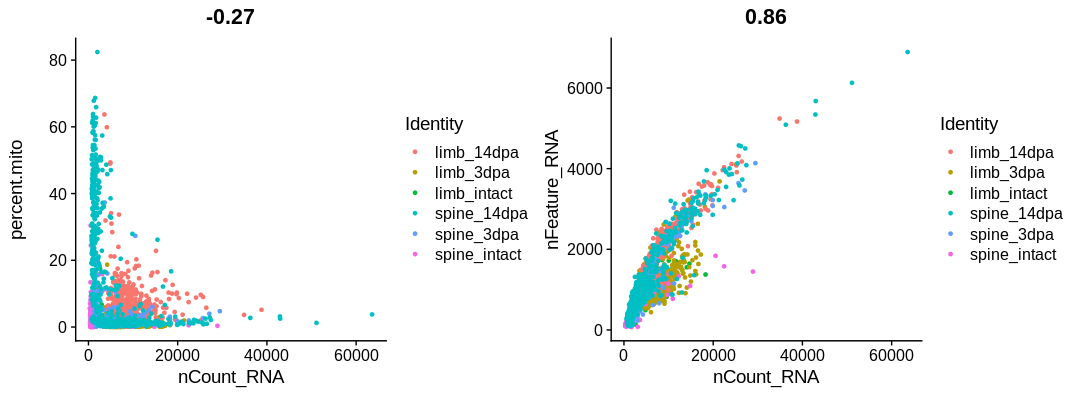 -0.27
percent.mito
80
60
40
20
0
0 20000 40000 60000
nCount_RNA
Identity
limb_14dpa
limb_3dpa
limb_intact
spine_14dpa
spine_3dpa
spine_intact
0.86
nFeature_RNA
6000
4000
2000
0
0 20000 40000 60000
nCount_RNA
Identity
limb_14dpa
limb_3dpa
limb_intact
spine_14dpa
spine_3dpa
spine_intact